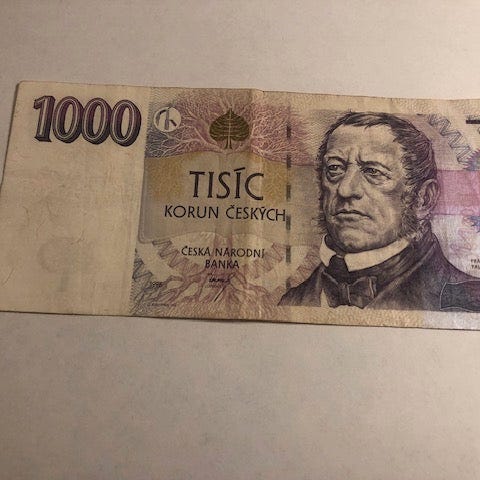 1000
TISÍC
KORUN ČESKÝCH
ČESKÁ NÁRODNÍ
BANKA